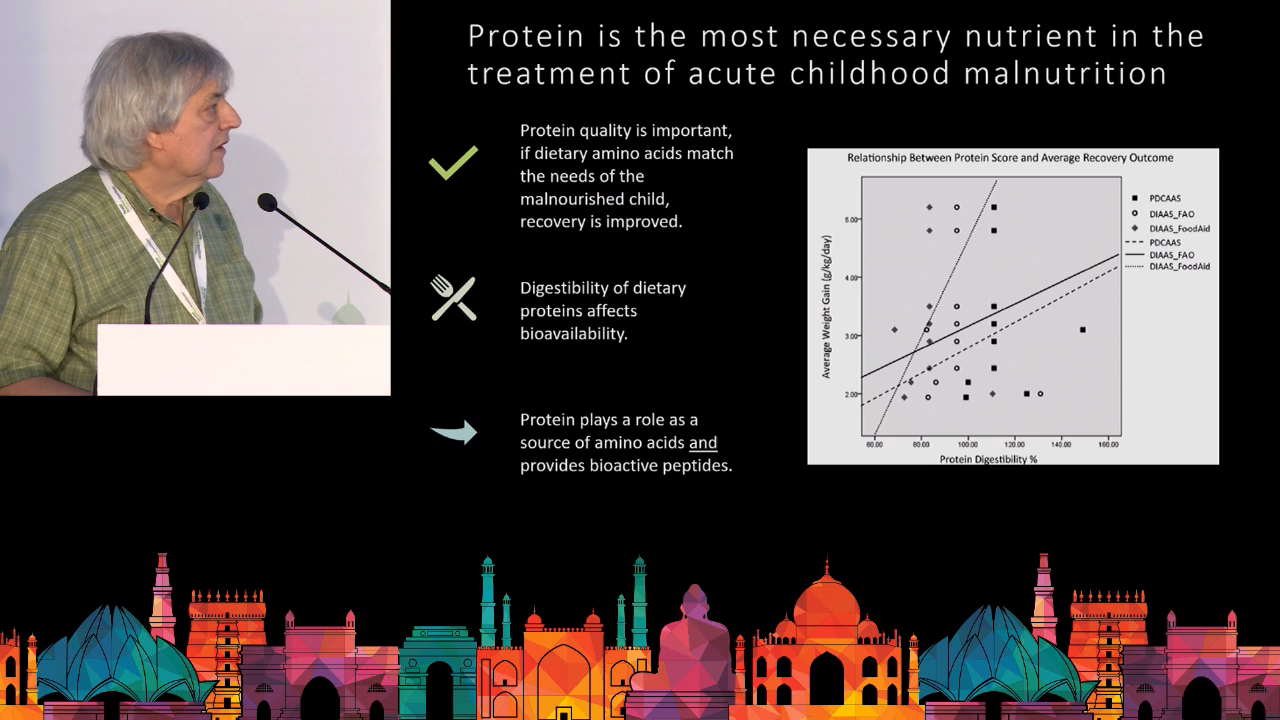 Protein is the most necessary nutrient in the
treatment of acute childhood malnutrition
Protein quality is important,
if dietary amino acids match
the needs of the
malnourished child,
recovery is improved.
Digestibility of dietary
proteins affects
bioavailability.
Protein plays a role as a
source of amino acids and
provides bioactive peptides.
Relationship Between Protein Score and Average Recovery Outcome
Average Weight Gain (g/kg/day)
5.00
4.00
3.00
2.00
60.00 80.00 100.00 120.00 140.00 160.00
Protein Digestibility %
PDCAAS
DIAAS_FAO
DIAAS_FoodAid
PDCAAS
DIAAS_FAO
DIAAS_FoodAid